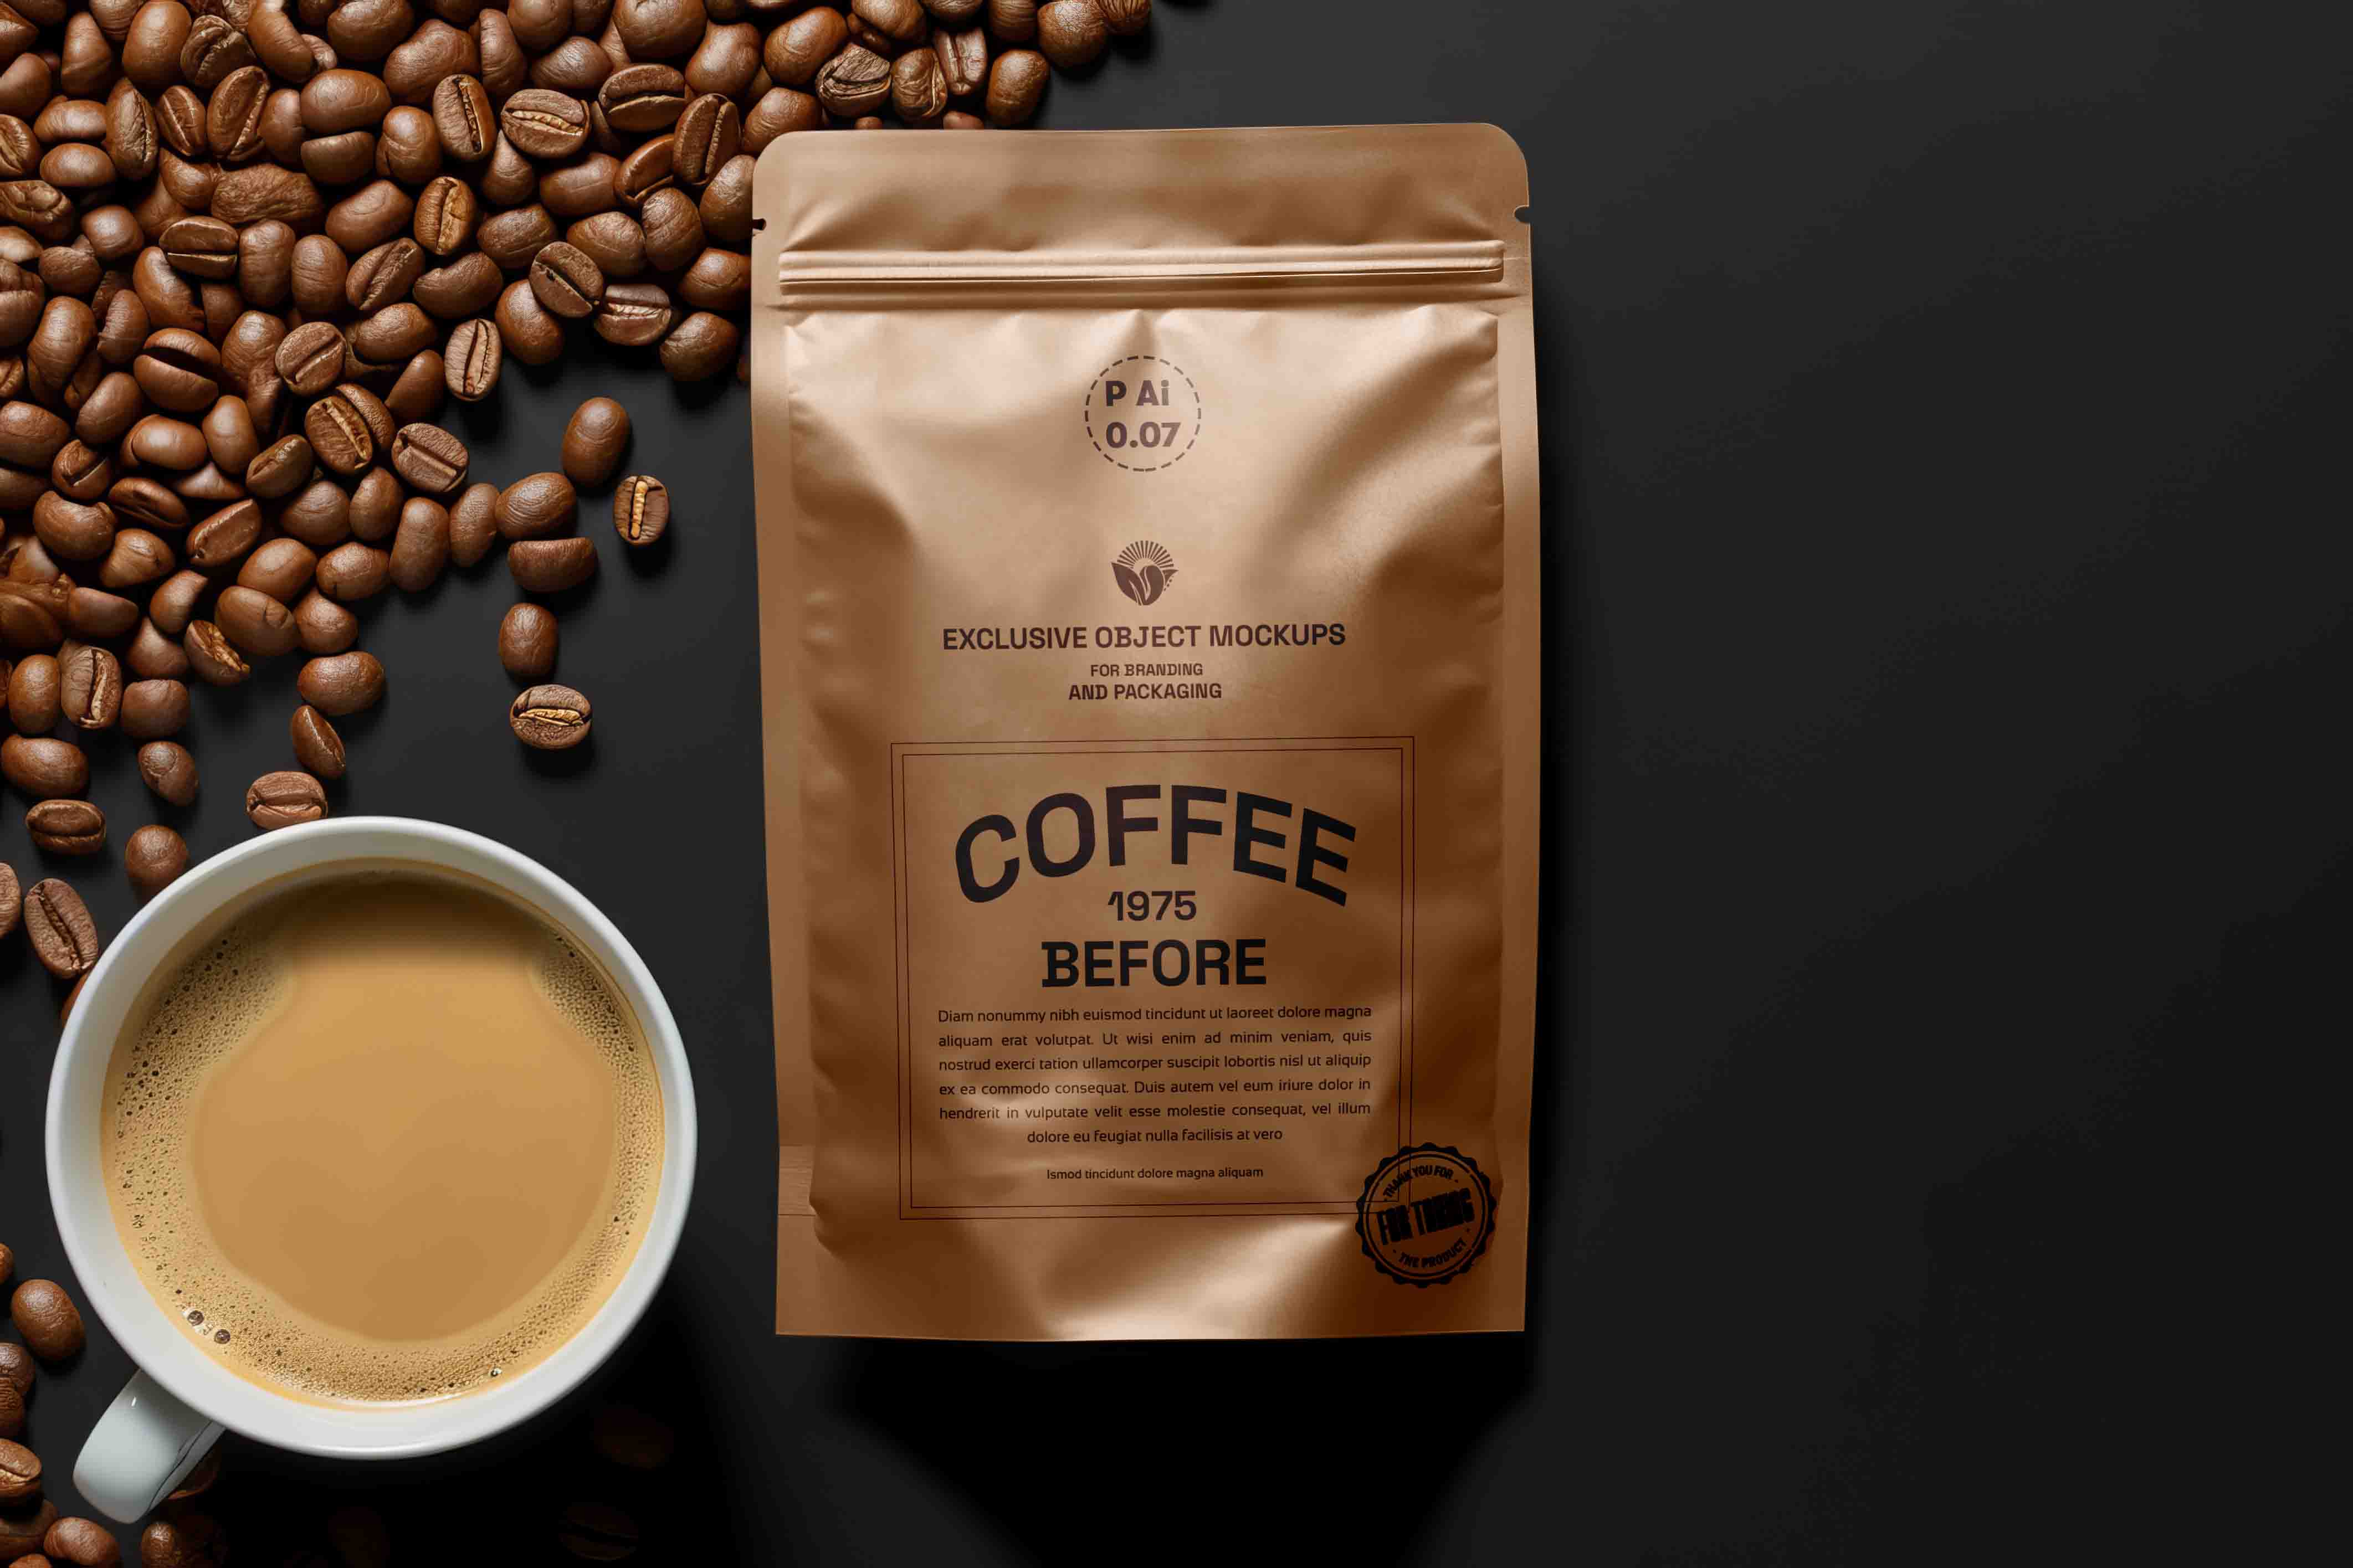 P Ai
0.07
EXCLUSIVE OBJECT MOCKUPS
FOR BRANDING
AND PACKAGING
COFFEE
1975
BEFORE
Diam nonummy nibh euismod tincidunt ut laoreet dolore magna
aliquam erat volutpat. Ut wisi enim ad minim veniam, quis
nostrud exerci tation ullamcorper suscipit lobortis nisl ut aliquip
ex ea commodo consequat. Duis autem vel eum iriure dolor in
hendrerit in vulputate velit esse molestie consequat, vel illum
dolore eu feugiat nulla facilisis at vero
Ismod tincidunt dolore magna aliquam
THANK YOU FOR
FOR
THE PRODUCT